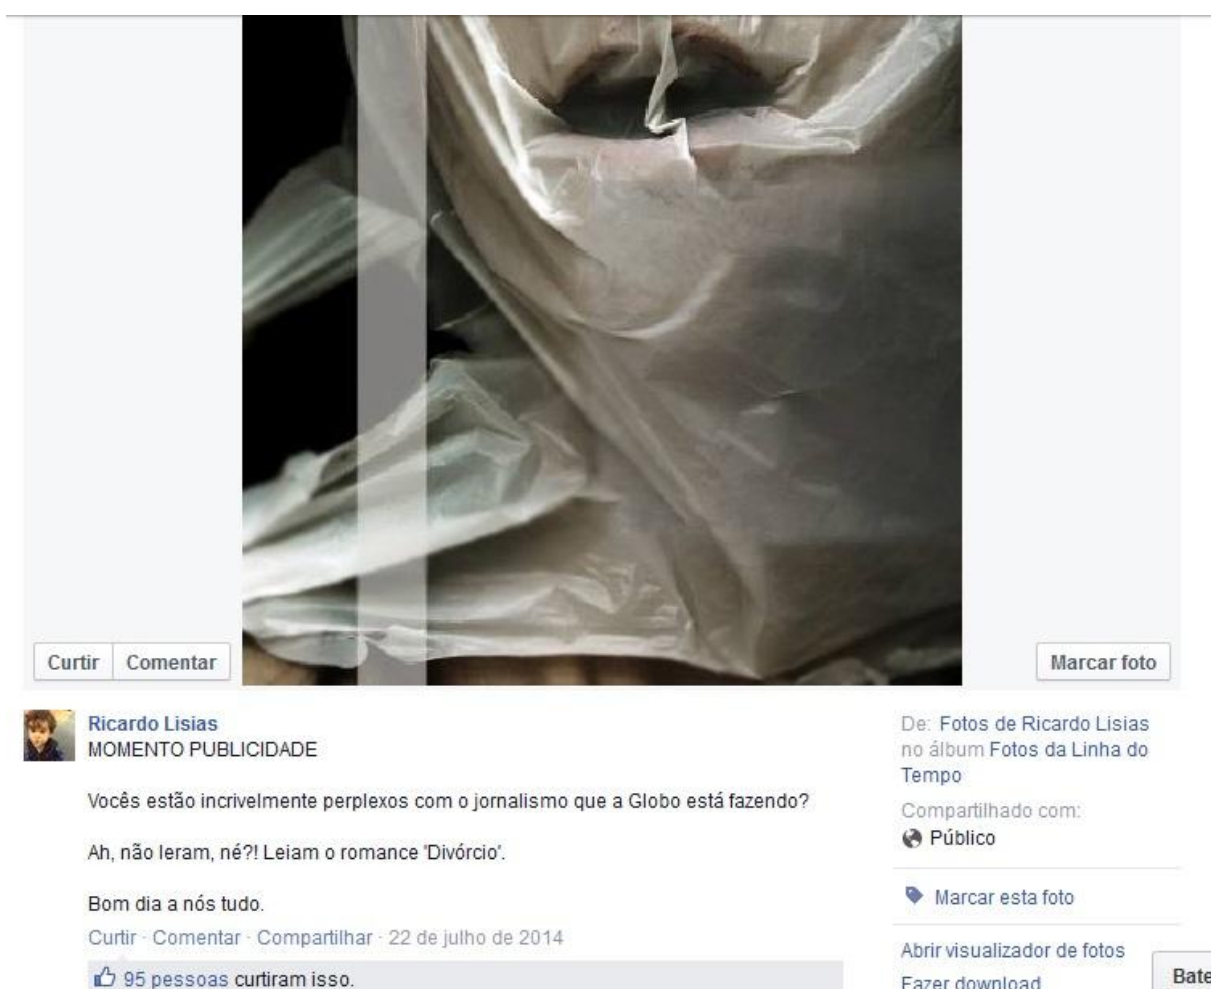 Curtir Comentar
Marcar foto
Ricardo Lisias
MOMENTO PUBLICIDADE
Vocês estão incrivelmente perplexos com o jornalismo que a Globo está fazendo?
Ah, não leram, né?! Leiam o romance 'Divórcio'.
Bom dia a nós tudo.
Curtir · Comentar · Compartilhar · 22 de julho de 2014
95 pessoas curtiram isso.
De: Fotos de Ricardo Lisias
no álbum Fotos da Linha do
Tempo
Compartilhado com:
Público
Marcar esta foto
Abrir visualizador de fotos
Fazer download
Bate